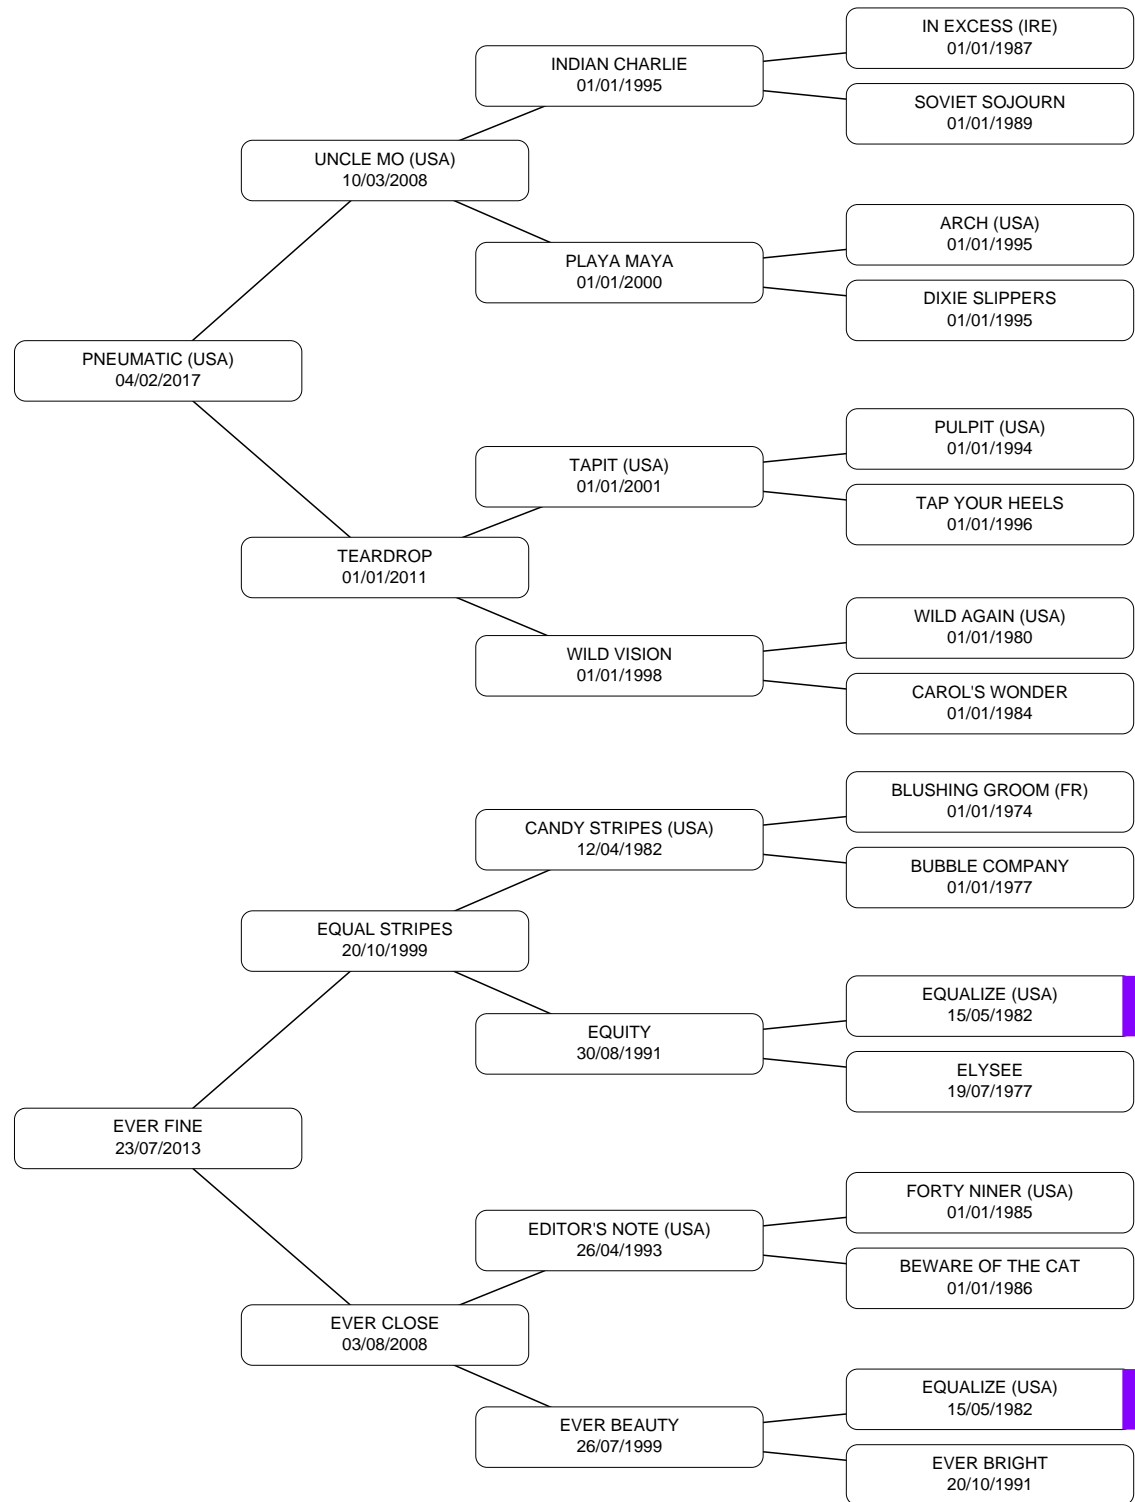 IN EXCESS (IRE)
01/01/1987
INDIAN CHARLIE
01/01/1995
SOVIET SOJOURN
01/01/1989
UNCLE MO (USA)
10/03/2008
ARCH (USA)
01/01/1995
PLAYA MAYA
01/01/2000
DIXIE SLIPPERS
01/01/1995
PNEUMATIC (USA)
04/02/2017
PULPIT (USA)
01/01/1994
TAPIT (USA)
01/01/2001
TAP YOUR HEELS
01/01/1996
TEARDROP
01/01/2011
WILD AGAIN (USA)
01/01/1980
WILD VISION
01/01/1998
CAROL'S WONDER
01/01/1984
BLUSHING GROOM (FR)
01/01/1974
CANDY STRIPES (USA)
12/04/1982
BUBBLE COMPANY
01/01/1977
EQUAL STRIPES
20/10/1999
EQUALIZE (USA)
15/05/1982
EQUITY
30/08/1991
ELYSEE
19/07/1977
EVER FINE
23/07/2013
FORTY NINER (USA)
01/01/1985
EDITOR'S NOTE (USA)
26/04/1993
BEWARE OF THE CAT
01/01/1986
EVER CLOSE
03/08/2008
EQUALIZE (USA)
15/05/1982
EVER BEAUTY
26/07/1999
EVER BRIGHT
20/10/1991